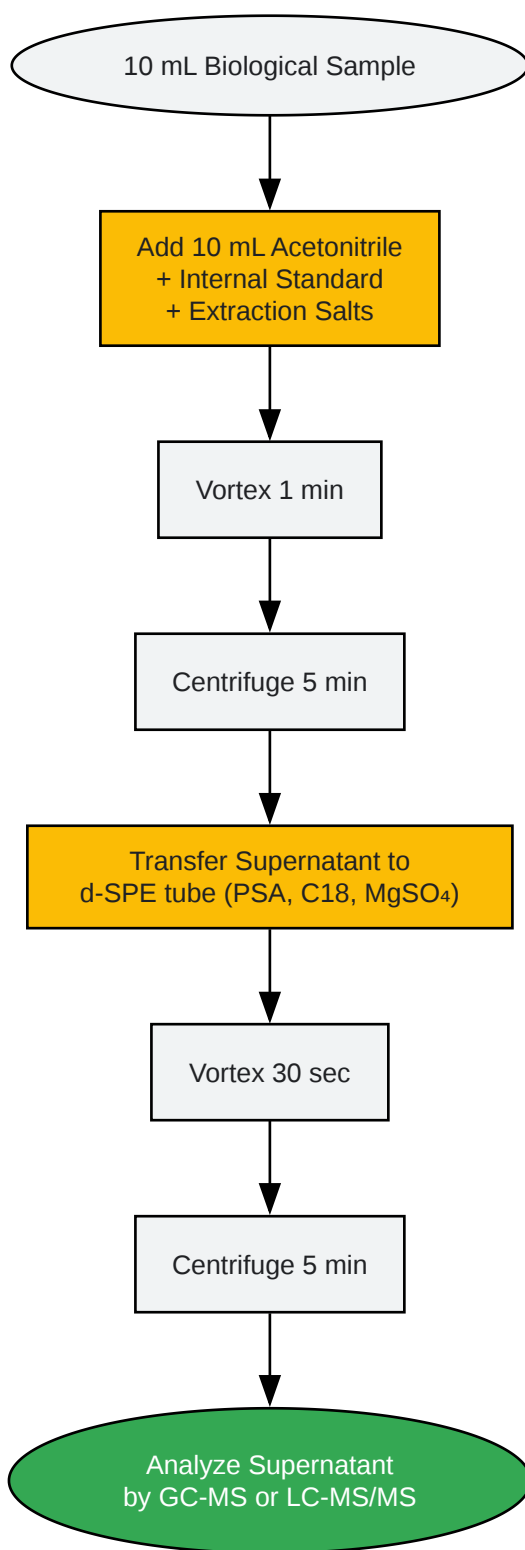 10 mL Biological Sample
Add 10 mL Acetonitrile
+ Internal Standard
+ Extraction Salts
Vortex 1 min
Centrifuge 5 min
Transfer Supernatant to
d-SPE tube (PSA, C18, MgSO₄)
Vortex 30 sec
Centrifuge 5 min
Analyze Supernatant
by GC-MS or LC-MS/MS